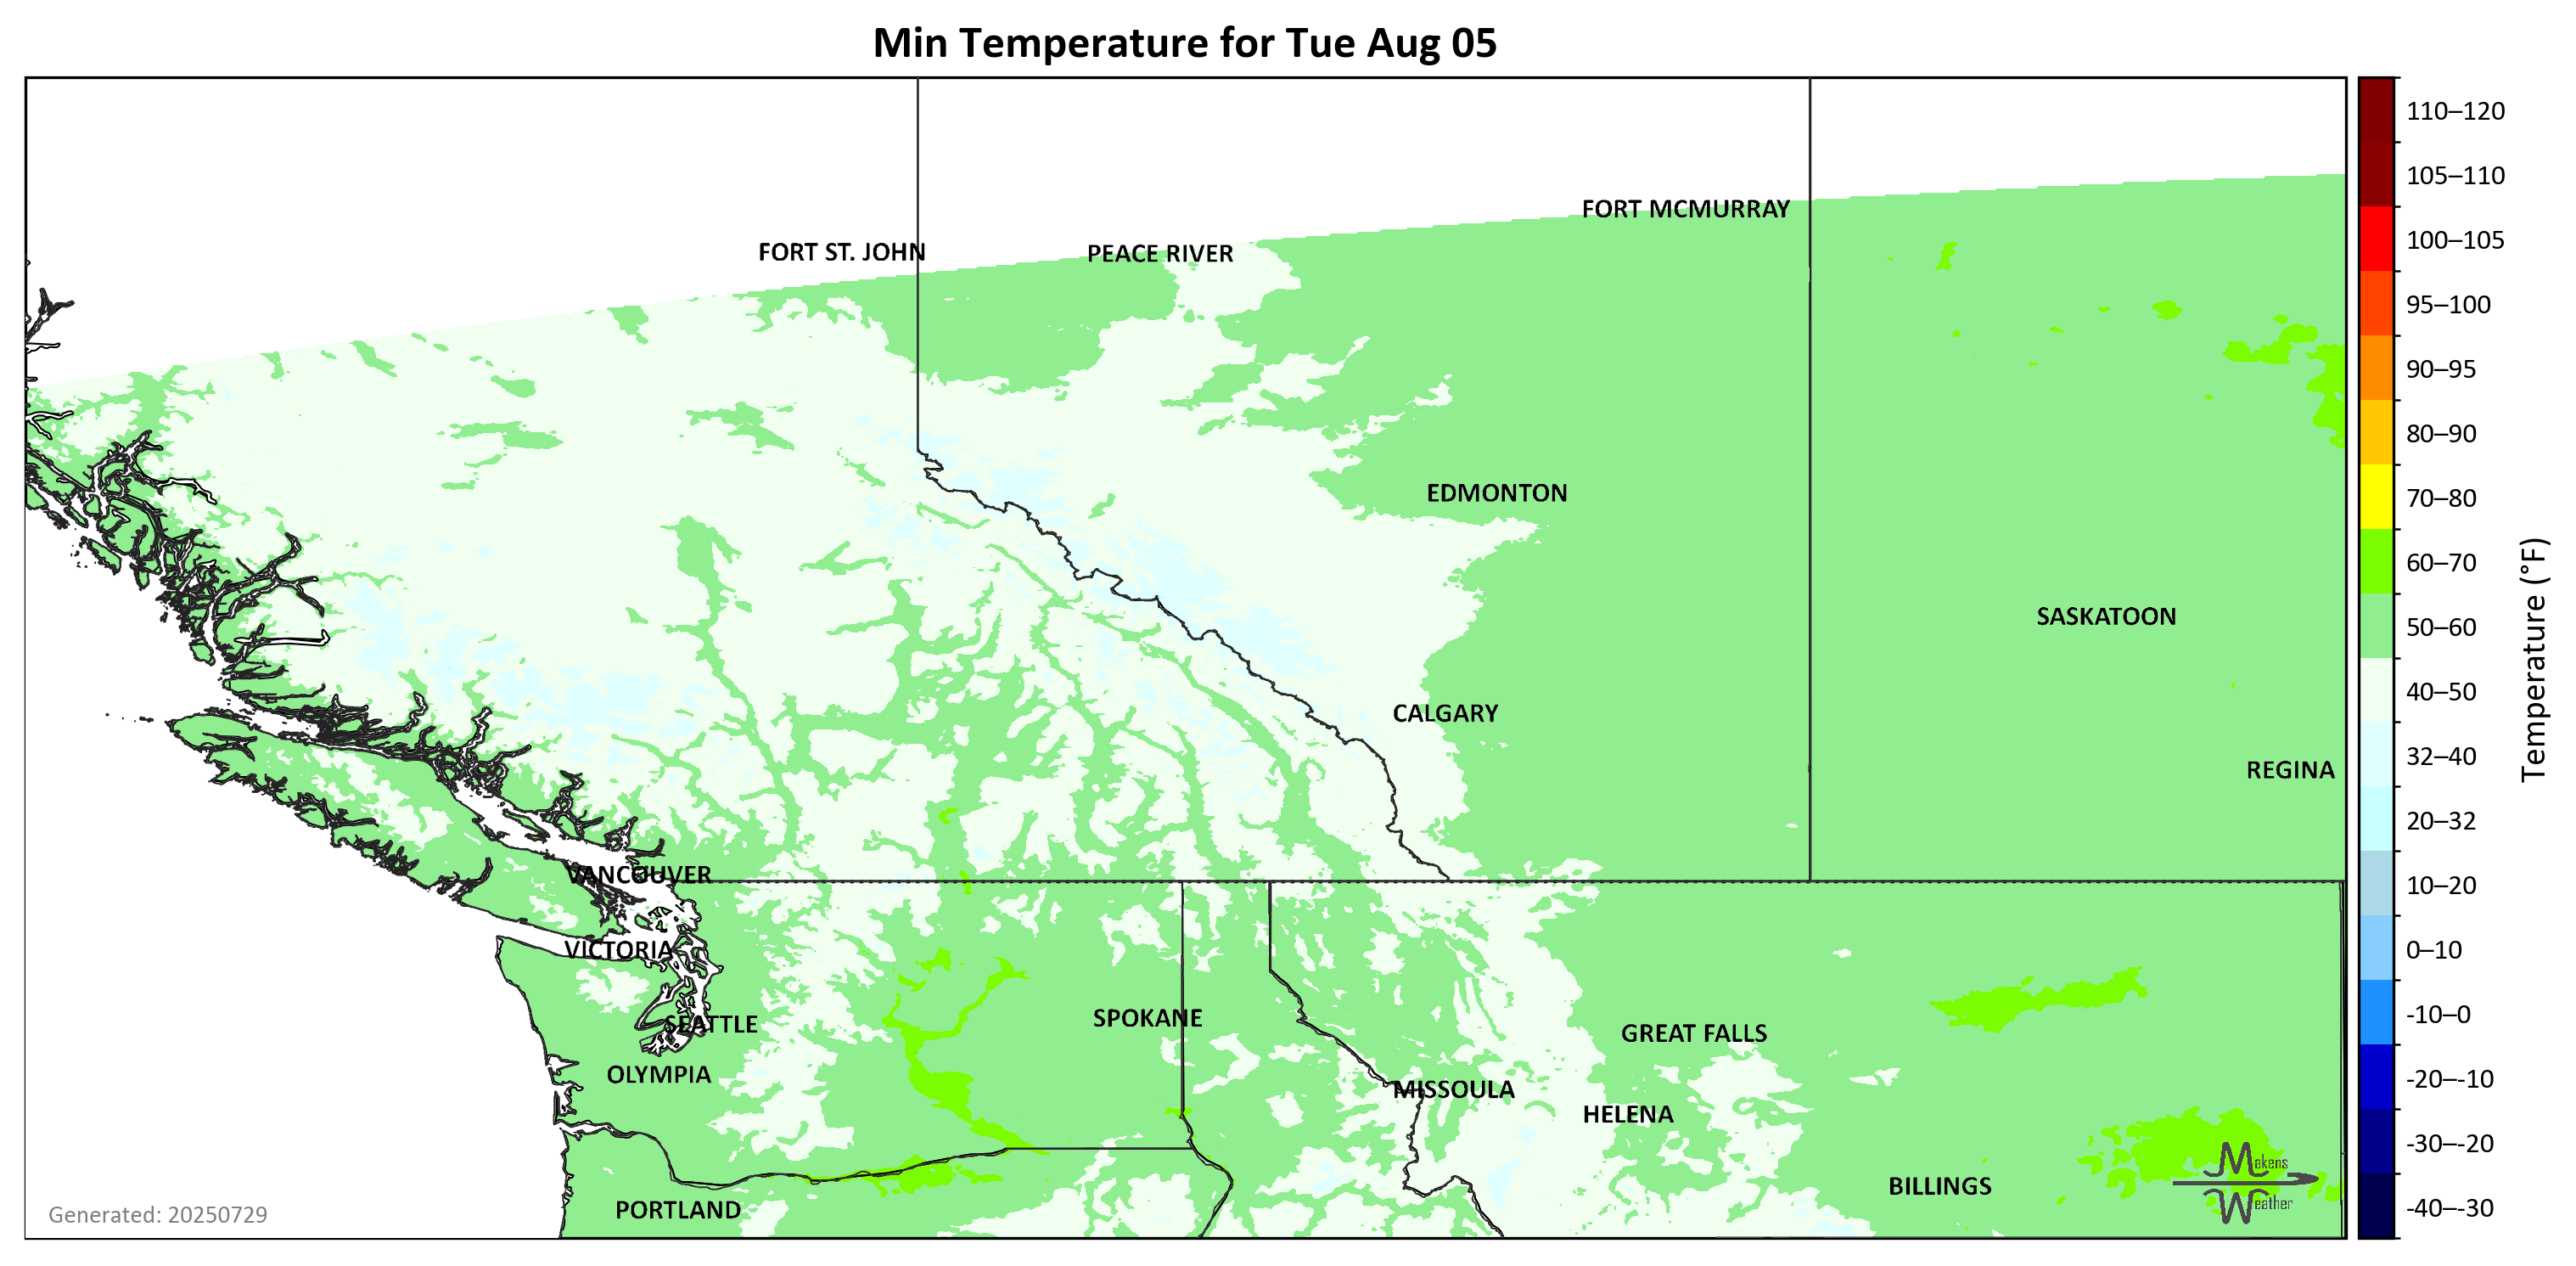 Min Temperature for Tue Aug 05
FORT MCMURRAY
FORT ST. JOHN
PEACE RIVER
EDMONTON
SASKATOON
CALGARY
REGINA
VANCOUVER
VICTORIA
SEATTLE
SPOKANE
GREAT FALLS
OLYMPIA
MISSOULA
HELENA
BILLINGS
PORTLAND
Makens
Weather
Generated: 20250729
110–120
105–110
100–105
95–100
90–95
80–90
70–80
60–70
50–60
40–50
32–40
20–32
10–20
0–10
-10–0
-20–-10
-30–-20
-40–-30
Temperature (°F)